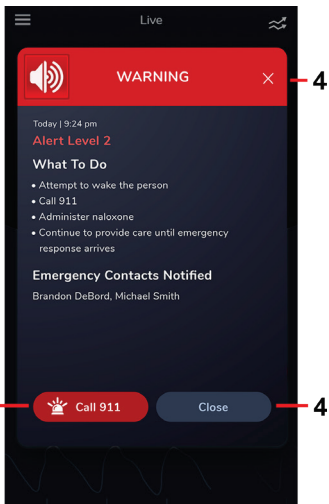 Live
WARNING
4
Today | 9:24 pm
Alert Level 2
What To Do
• Attempt to wake the person
• Call 911
• Administer naloxone
• Continue to provide care until emergency
response arrives
Emergency Contacts Notified
Brandon DeBord, Michael Smith
Call 911
Close
4